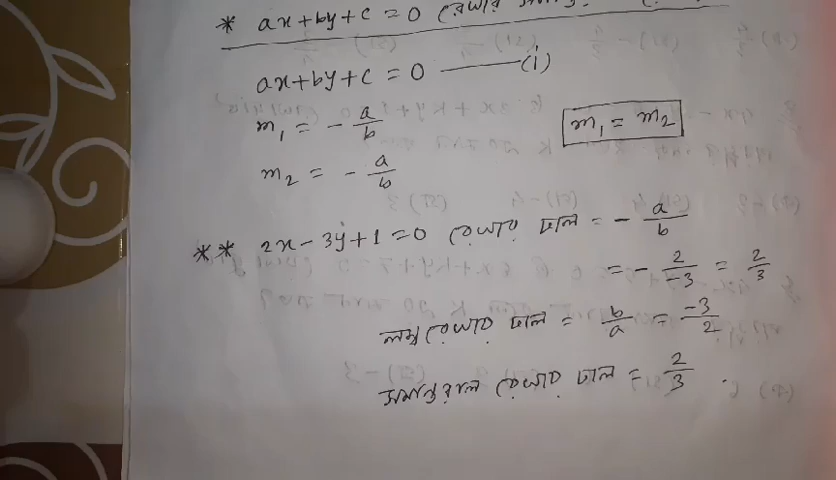 * ax+by+c = 0 রেখার
ax+by+c = 0 ——— (i)
m₁ = - a/b
m₁ = m₂
m₂ = - a/b
** 2x - 3y + 1 = 0 রেখার ঢাল = - a/b
= - 2/-3 = 2/3
লম্ব রেখার ঢাল = b/a = -3/2
সমান্তরাল রেখার ঢাল = 2/3 .